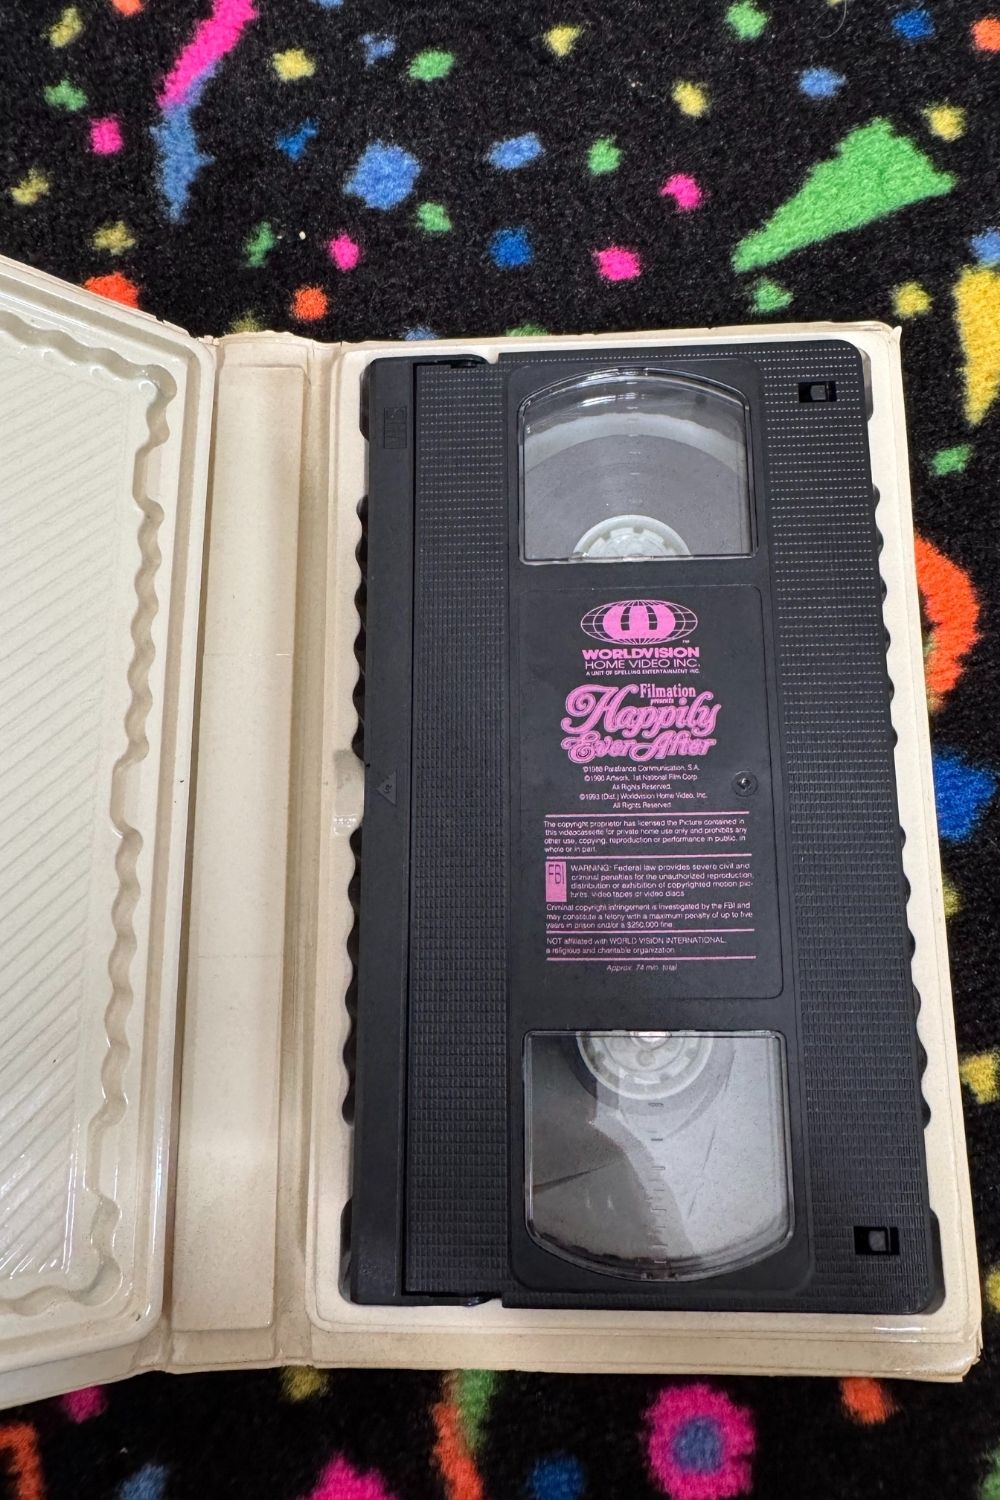 VHS
WORLDVISION
HOME VIDEO INC.
A UNIT OF SPELLING ENTERTAINMENT INC.
Filmation
presents
Happily
Ever After
©1988 Parafrance Communication, S.A.
©1990 Artwork, 1st National Film Corp.
All Rights Reserved.
©1993 (Dist.) Worldvision Home Video, Inc.
All Rights Reserved
The copyright proprietor has licensed the Picture contained in
this videocassette for private home use only and prohibits any
other use, copying, reproduction or performance in public, in
whole or in part.
FBI
WARNING: Federal law provides severe civil and
criminal penalties for the unauthorized reproduction,
distribution or exhibition of copyrighted motion pic-
tures, video tapes or video discs
Criminal copyright infringement is investigated by the FBI and
may constitute a felony with a maximum penalty of up to five
years in prison and/or a $250,000 fine
NOT affiliated with WORLD VISION INTERNATIONAL,
a religious and charitable organization
Approx. 74 min. total